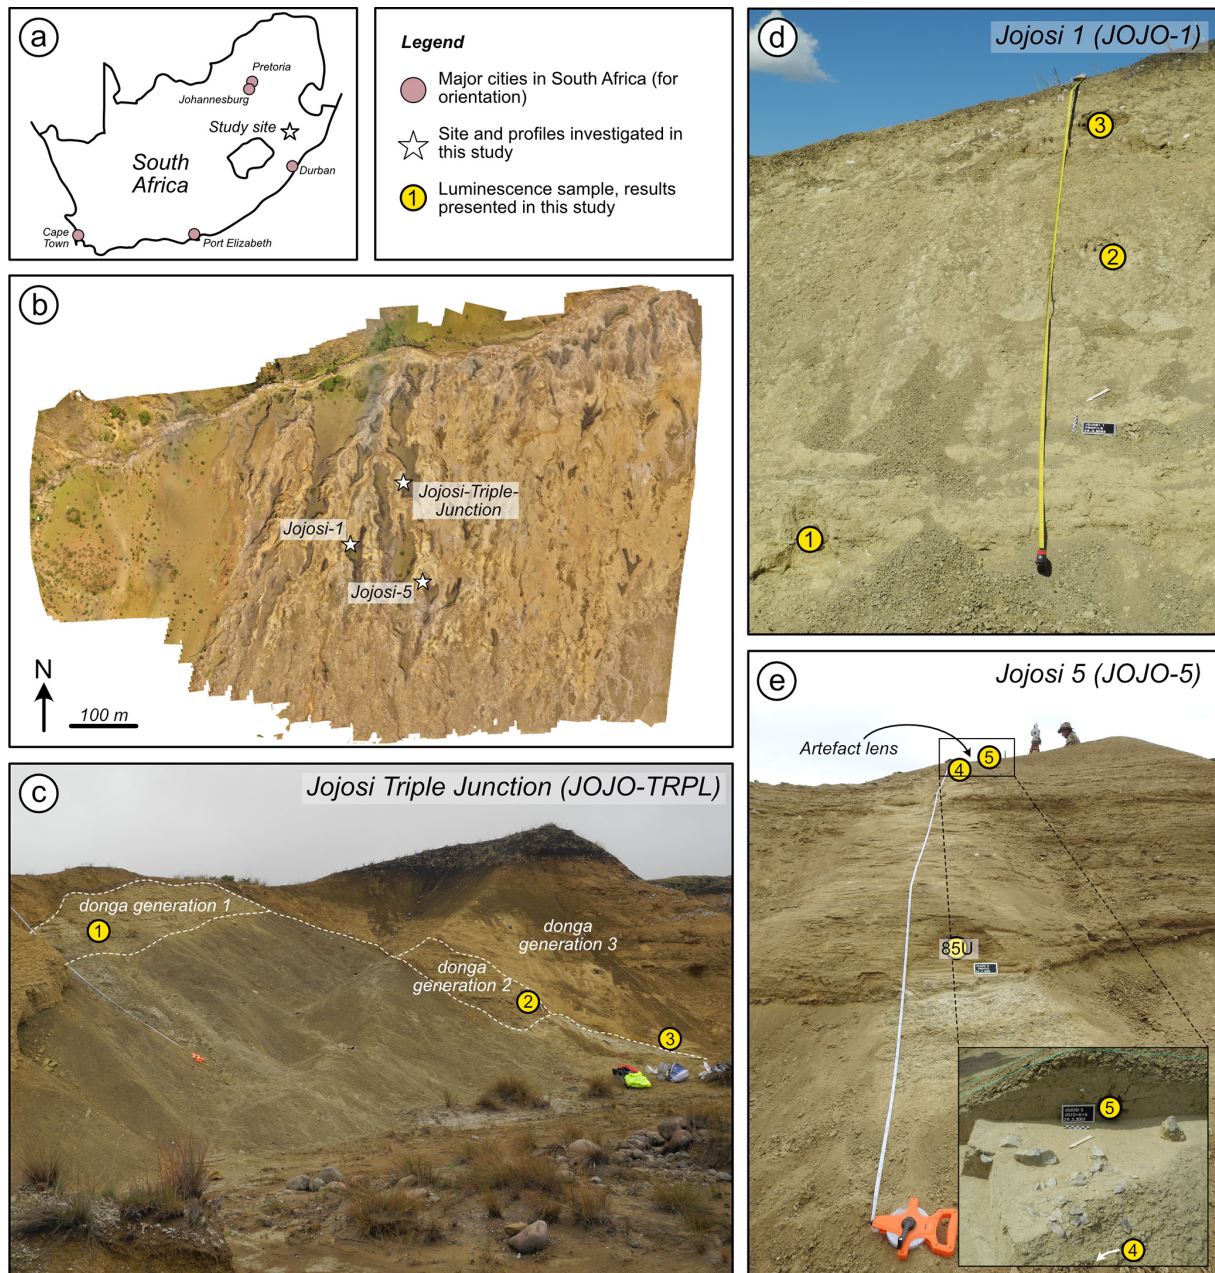 a
Pretoria
Johannesburg
Study site
South
Africa
Durban
Cape
Town
Port Elizabeth
Legend
Major cities in South Africa (for
orientation)
Site and profiles investigated in
this study
1
Luminescence sample, results
presented in this study
b
Jojosi-Triple-
Junction
Jojosi-1
Jojosi-5
N
100 m
c
Jojosi Triple Junction (JOJO-TRPL)
donga generation 1
1
donga
generation 3
donga
generation 2
2
3
d
Jojosi 1 (JOJO-1)
3
2
1
e
Jojosi 5 (JOJO-5)
Artefact lens
4
5
85U
5
4